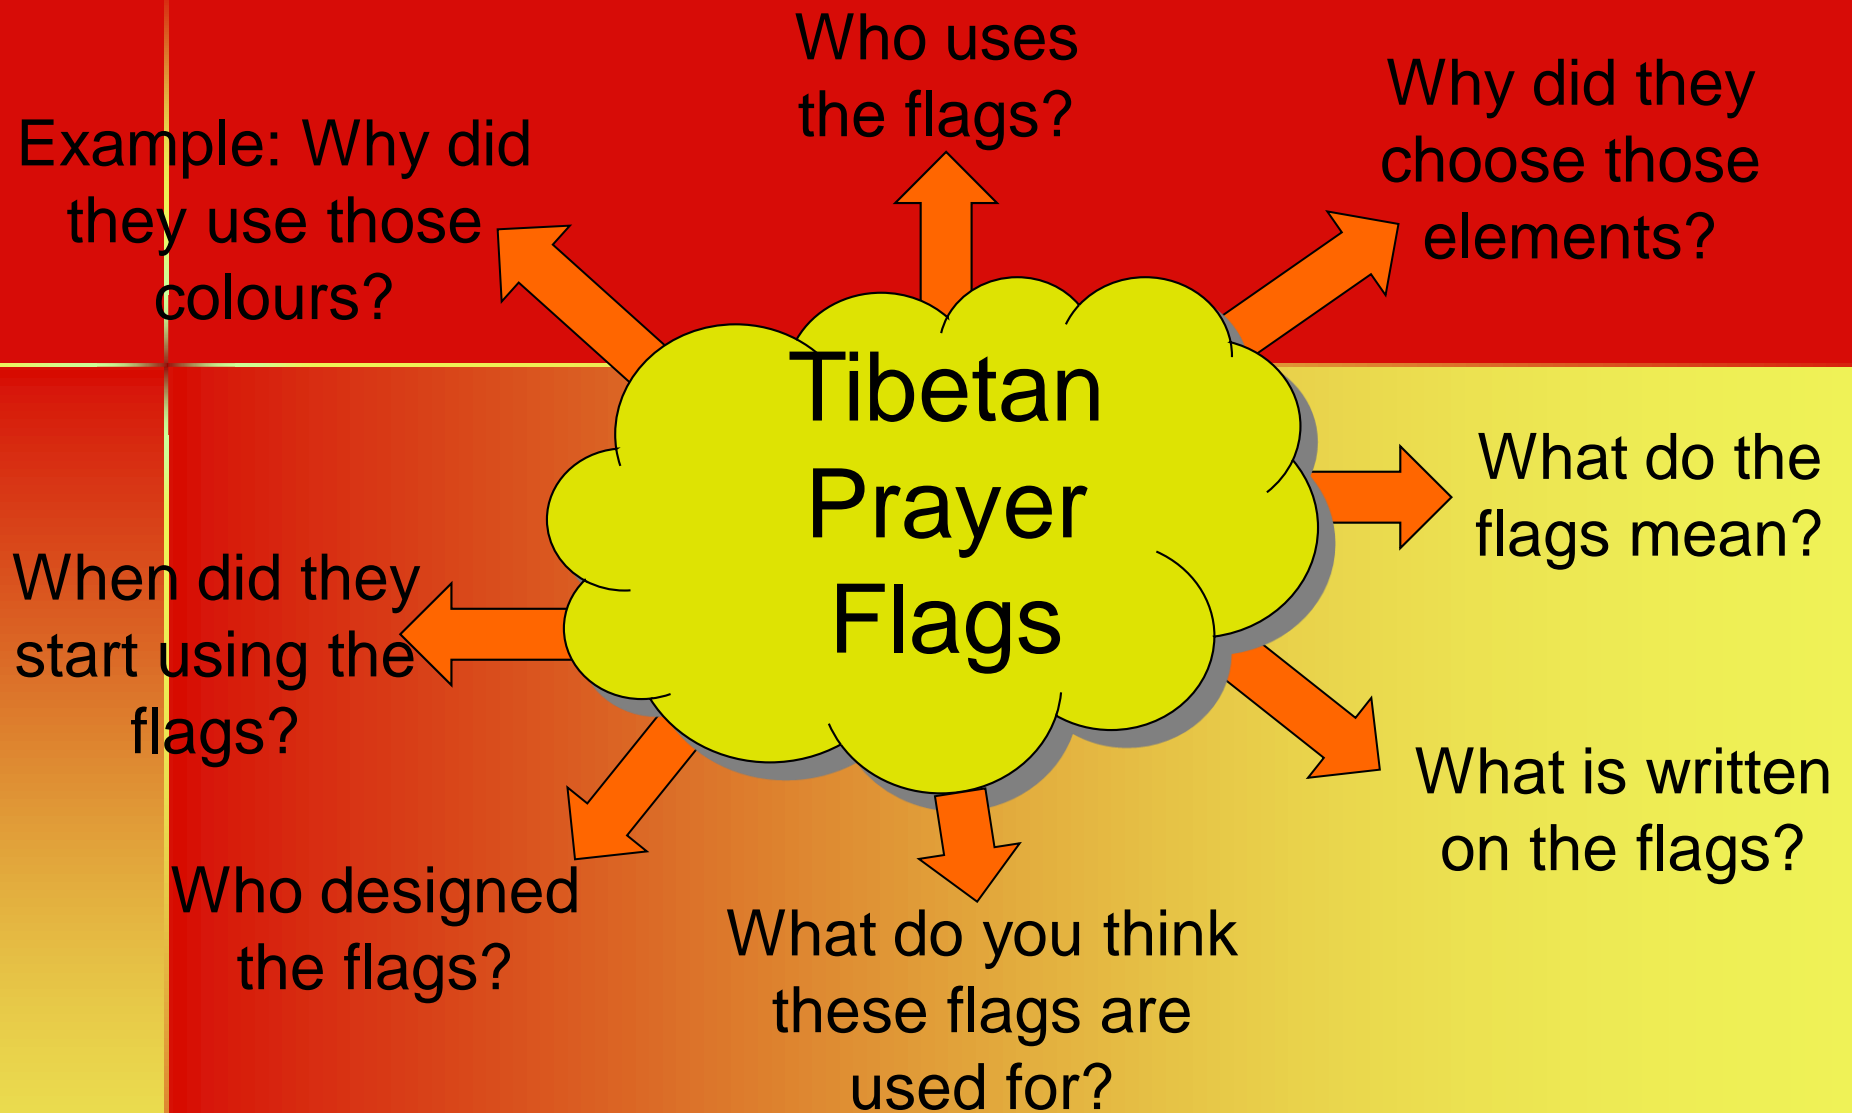 Who uses
the flags?
Why did they
choose those
elements?
Example: Why did
they use those
colours?
Tibetan
Prayer
Flags
What do the
flags mean?
When did they
start using the
flags?
What is written
on the flags?
Who designed
the flags?
What do you think
these flags are
used for?